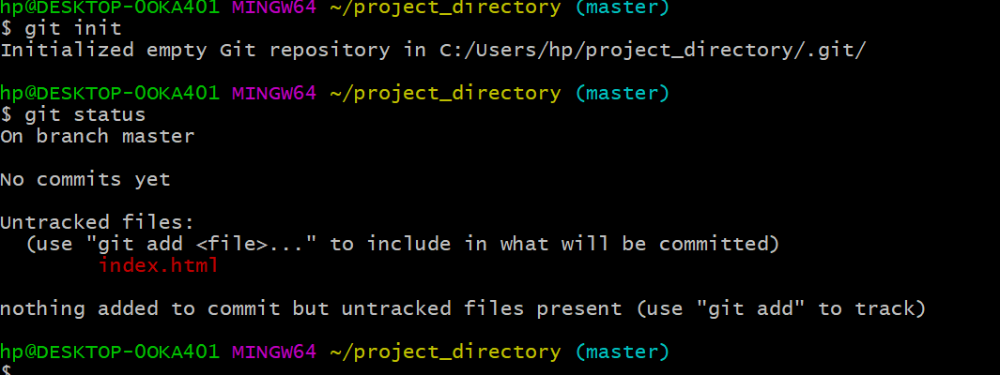 hp@DESKTOP-OOKA401 MINGW64 ~/project_directory (master)
$ git init
Initialized empty Git repository in C:/Users/hp/project_directory/.git/
hp@DESKTOP-OOKA401 MINGW64 ~/project_directory (master)
$ git status
On branch master
No commits yet
Untracked files:
(use "git add <file>..." to include in what will be committed)
index.html
nothing added to commit but untracked files present (use "git add" to track)
hp@DESKTOP-OOKA401 MINGW64 ~/project_directory (master)
$